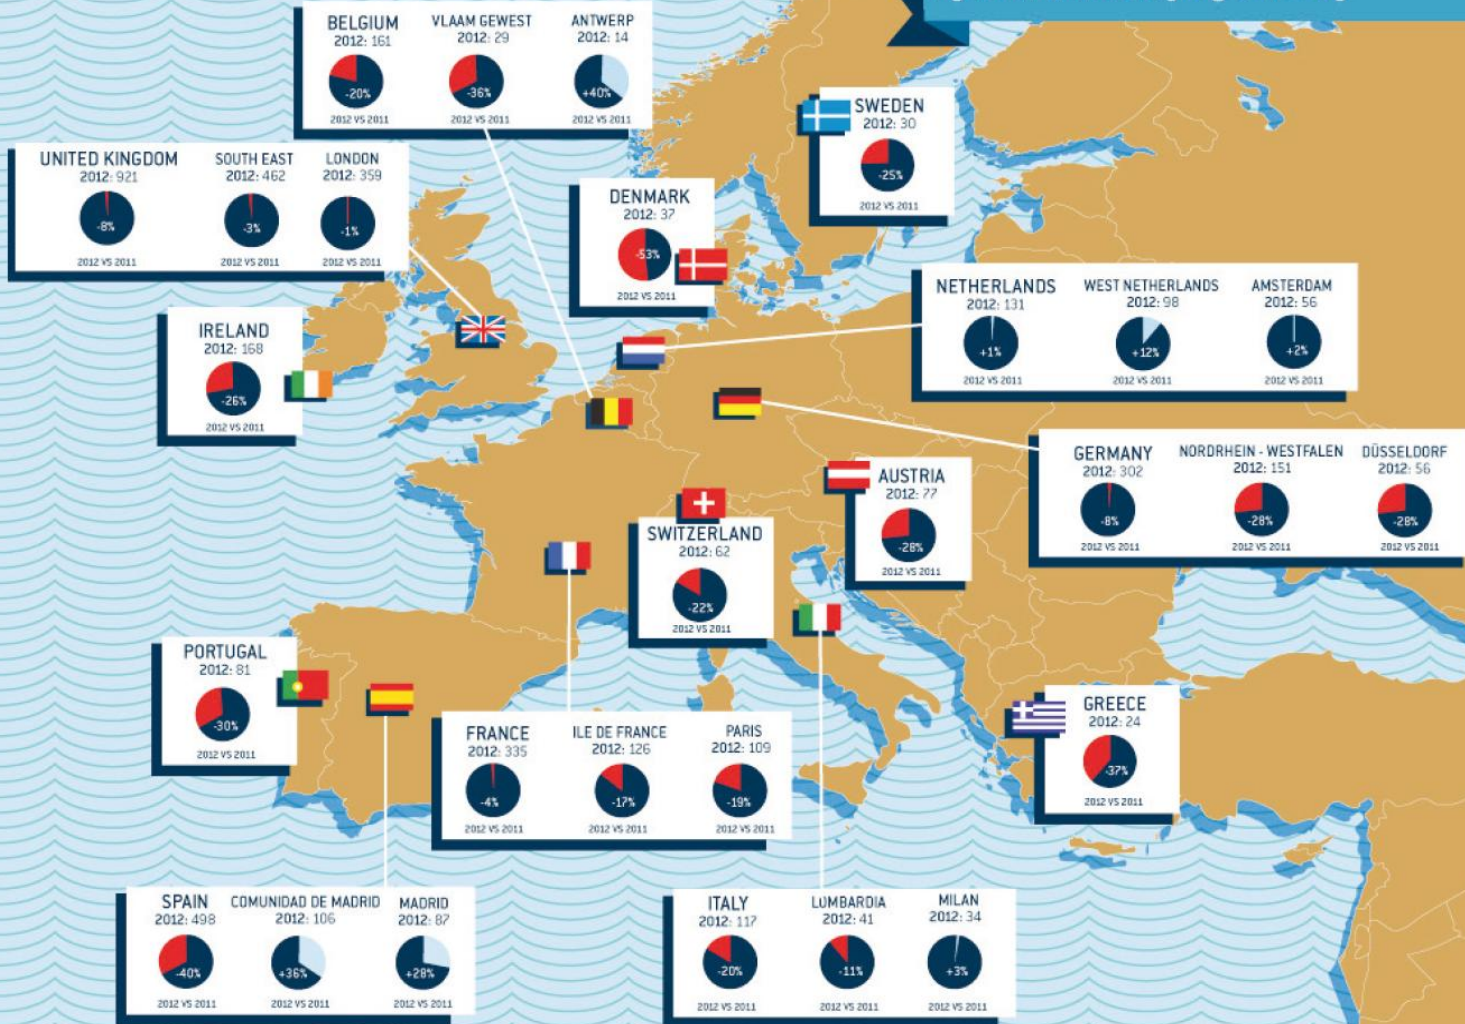 BELGIUM
2012: 161
-20%
2012 VS 2011
VLAAM GEWEST
2012: 29
-36%
2012 VS 2011
ANTWERP
2012: 14
+40%
2012 VS 2011
SWEDEN
2012: 30
-25%
2012 VS 2011
UNITED KINGDOM
2012: 921
-8%
2012 VS 2011
SOUTH EAST
2012: 462
-3%
2012 VS 2011
LONDON
2012: 359
-1%
2012 VS 2011
DENMARK
2012: 37
-53%
2012 VS 2011
NETHERLANDS
2012: 131
+1%
2012 VS 2011
WEST NETHERLANDS
2012: 98
+12%
2012 VS 2011
AMSTERDAM
2012: 56
+2%
2012 VS 2011
IRELAND
2012: 168
-26%
2012 VS 2011
GERMANY
2012: 302
-8%
2012 VS 2011
NORDRHEIN - WESTFALEN
2012: 151
-28%
2012 VS 2011
DÜSSELDORF
2012: 56
-28%
2012 VS 2011
AUSTRIA
2012: 77
-28%
2012 VS 2011
SWITZERLAND
2012: 62
-22%
2012 VS 2011
PORTUGAL
2012: 81
-30%
2012 VS 2011
GREECE
2012: 24
-37%
2012 VS 2011
FRANCE
2012: 335
-4%
2012 VS 2011
ILE DE FRANCE
2012: 126
-17%
2012 VS 2011
PARIS
2012: 109
-19%
2012 VS 2011
SPAIN
2012: 498
-40%
2012 VS 2011
COMUNIDAD DE MADRID
2012: 106
+36%
2012 VS 2011
MADRID
2012: 87
+28%
2012 VS 2011
ITALY
2012: 117
-20%
2012 VS 2011
LOMBARDIA
2012: 41
-11%
2012 VS 2011
MILAN
2012: 34
+3%
2012 VS 2011